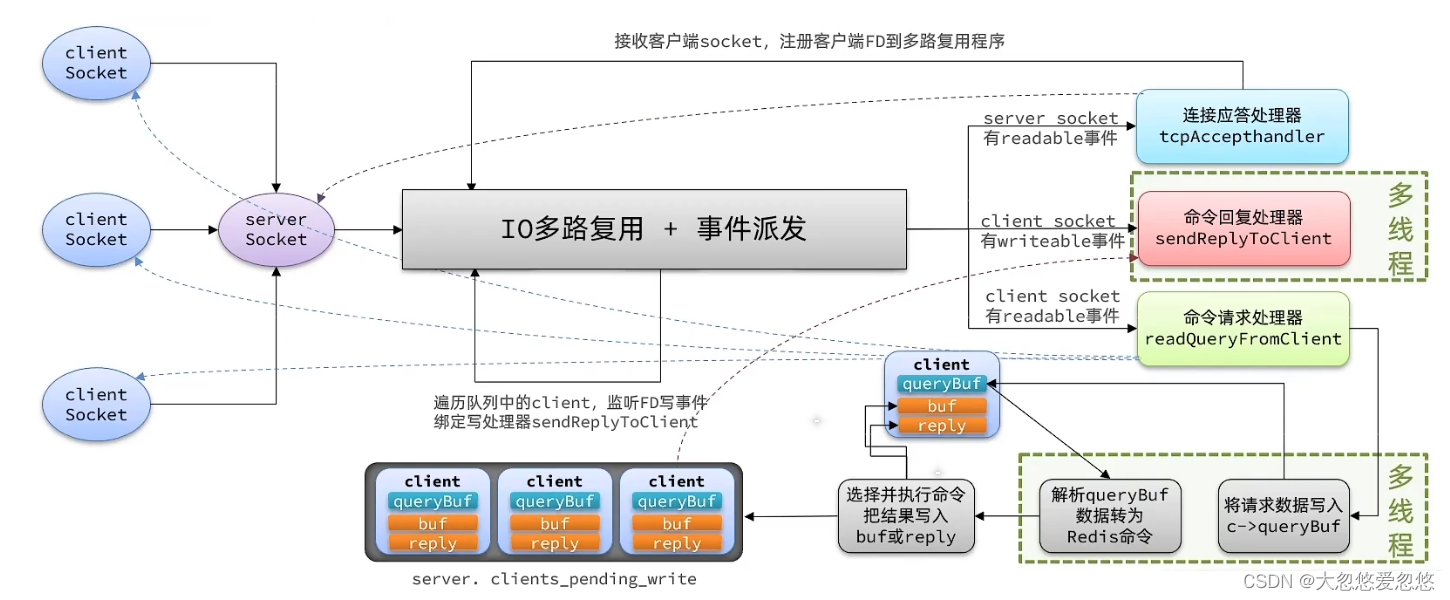 接收客户端socket，注册客户端FD到多路复用程序
client
Socket
client
Socket
client
Socket
server
Socket
IO多路复用 + 事件派发
server socket
有readable事件
连接应答处理器
tcpAccepthandler
client socket
有writeable事件
命令回复处理器
sendReplyToClient
多
线
程
client socket
有readable事件
命令请求处理器
readQueryFromClient
遍历队列中的client，监听FD写事件
绑定写处理器sendReplyToClient
client
queryBuf
buf
reply
client
queryBuf
buf
reply
client
queryBuf
buf
reply
client
queryBuf
buf
reply
server. clients_pending_write
选择并执行命令
把结果写入
buf或reply
解析queryBuf
数据转为
Redis命令
将请求数据写入
c->queryBuf
多
线
程
CSDN @大忽悠爱忽悠